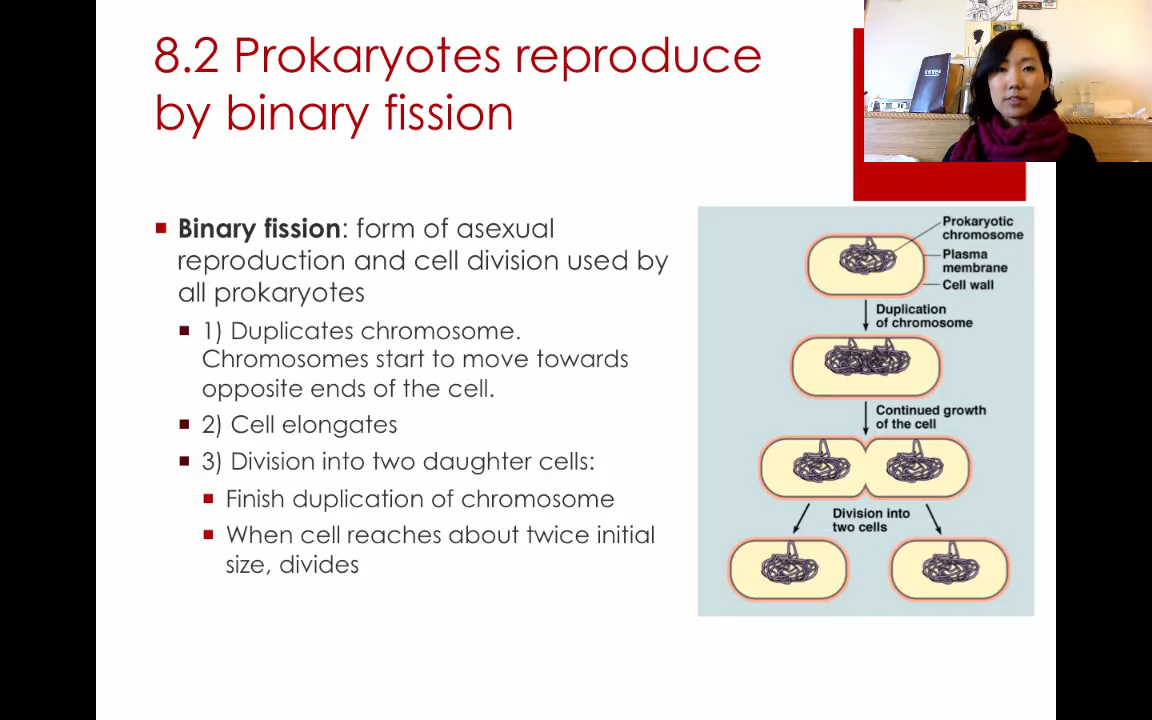 8.2 Prokaryotes reproduce
by binary fission
Binary fission: form of asexual
reproduction and cell division used by
all prokaryotes
1) Duplicates chromosome.
Chromosomes start to move towards
opposite ends of the cell.
2) Cell elongates
3) Division into two daughter cells:
Finish duplication of chromosome
When cell reaches about twice initial
size, divides
Prokaryotic
chromosome
Plasma
membrane
Cell wall
Duplication
of chromosome
Continued growth
of the cell
Division into
two cells